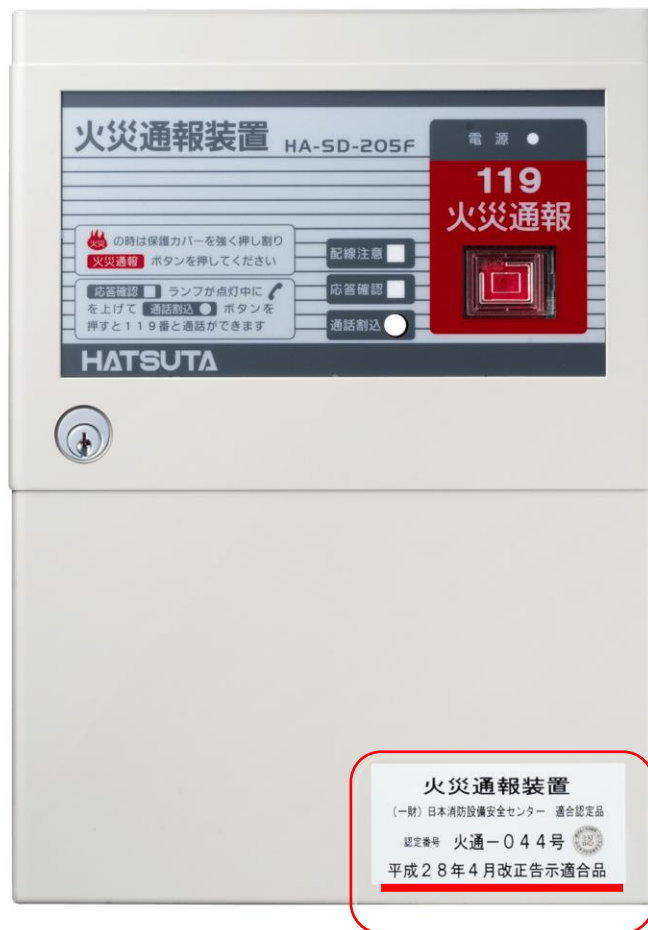 火災通報装置 HA-SD-205F
電源
119
火災通報
火災 の時は保護カバーを強く押し割り
火災通報 ボタンを押してください
応答確認 ランプが点灯中に
を上げて 通話割込 ボタンを
押すと119番と通話ができます
配線注意
応答確認
通話割込
HATSUTA
火災通報装置
(一財)日本消防設備安全センター 適合認定品
認定番号 火通-044号 認
平成28年4月改正告示適合品